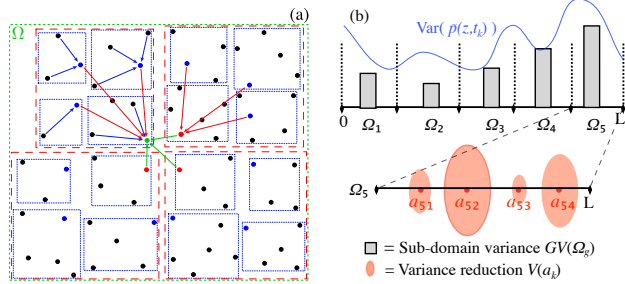 (a)
Ω
(b)
Var( p(z,t_k) )
0 Ω_1 Ω_2 Ω_3 Ω_4 Ω_5 L
Ω_5 a_51 a_52 a_53 a_54 L
= Sub-domain variance GV(Ω_g)
= Variance reduction V(a_k)